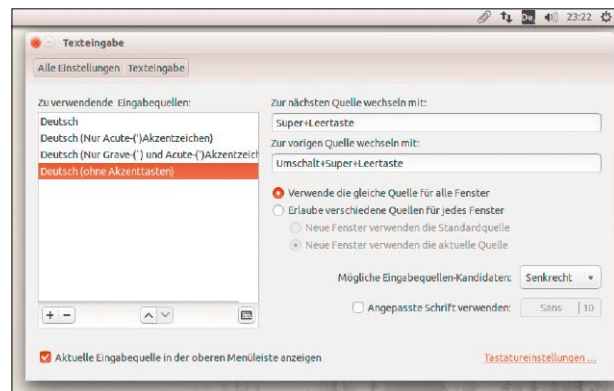 De 23:22
Texteingabe
Alle Einstellungen Texteingabe
Zu verwendende Eingabequellen:
Deutsch
Deutsch (Nur Acute-(´)Akzentzeichen)
Deutsch (Nur Grave-(`) und Acute-(´)Akzentzeich
Deutsch (ohne Akzenttasten)
Zur nächsten Quelle wechseln mit:
Super+Leertaste
Zur vorigen Quelle wechseln mit:
Umschalt+Super+Leertaste
Verwende die gleiche Quelle für alle Fenster
Erlaube verschiedene Quellen für jedes Fenster
Neue Fenster verwenden die Standardquelle
Neue Fenster verwenden die aktuelle Quelle
Mögliche Eingabequellen-Kandidaten: Senkrecht
Angepasste Schrift verwenden: Sans 10
Aktuelle Eingabequelle in der oberen Menüleiste anzeigen
Tastatureinstellungen ...